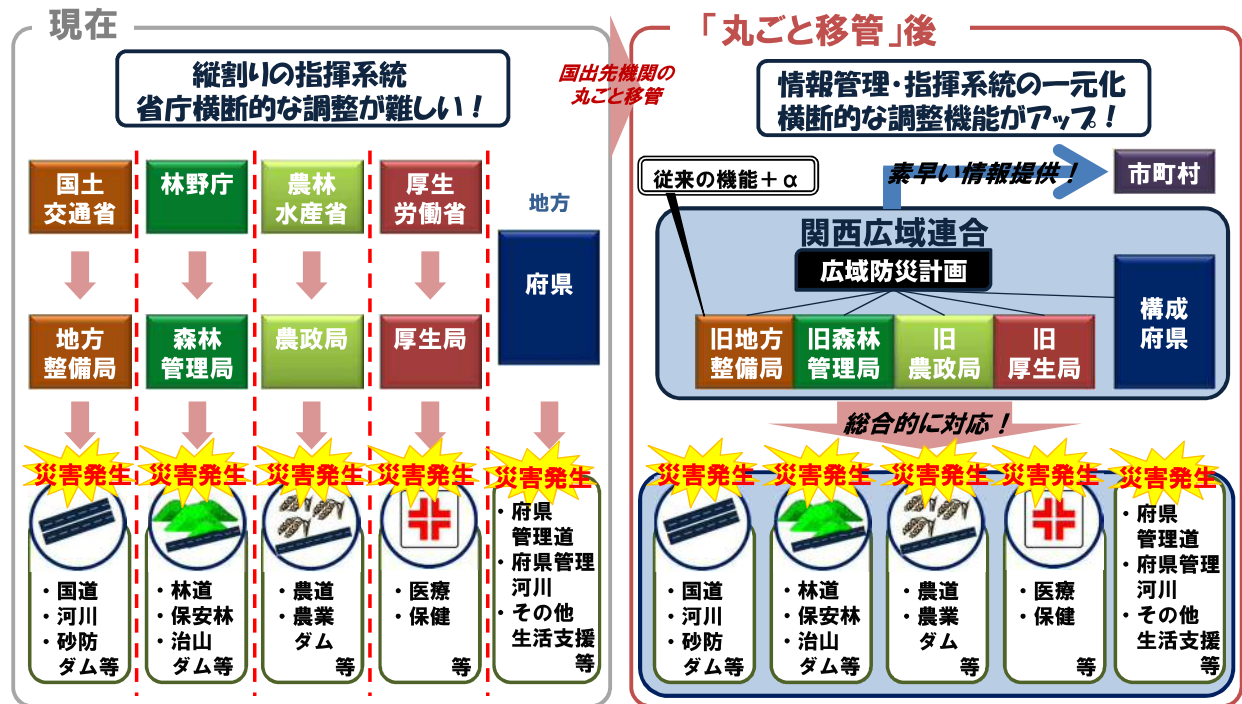 現在
縦割りの指揮系統
省庁横断的な調整が難しい！
国土
交通省
林野庁
農林
水産省
厚生
労働省
地方
府県
地方
整備局
森林
管理局
農政局
厚生局
災害発生
災害発生
災害発生
災害発生
災害発生
・国道
・河川
・砂防
ダム等
・林道
・保安林
・治山
ダム等
・農道
・農業
ダム
等
・医療
・保健
等
・府県
管理道
・府県管理
河川
・その他
生活支援
等
国出先機関の
丸ごと移管
「丸ごと移管」後
情報管理・指揮系統の一元化
横断的な調整機能がアップ！
従来の機能＋α
素早い情報提供！
市町村
関西広域連合
広域防災計画
旧地方
整備局
旧森林
管理局
旧
農政局
旧
厚生局
構成
府県
総合的に対応！
災害発生
災害発生
災害発生
災害発生
災害発生
・国道
・河川
・砂防
ダム等
・林道
・保安林
・治山
ダム等
・農道
・農業
ダム
等
・医療
・保健
等
・府県
管理道
・府県管理
河川
・その他
生活支援
等